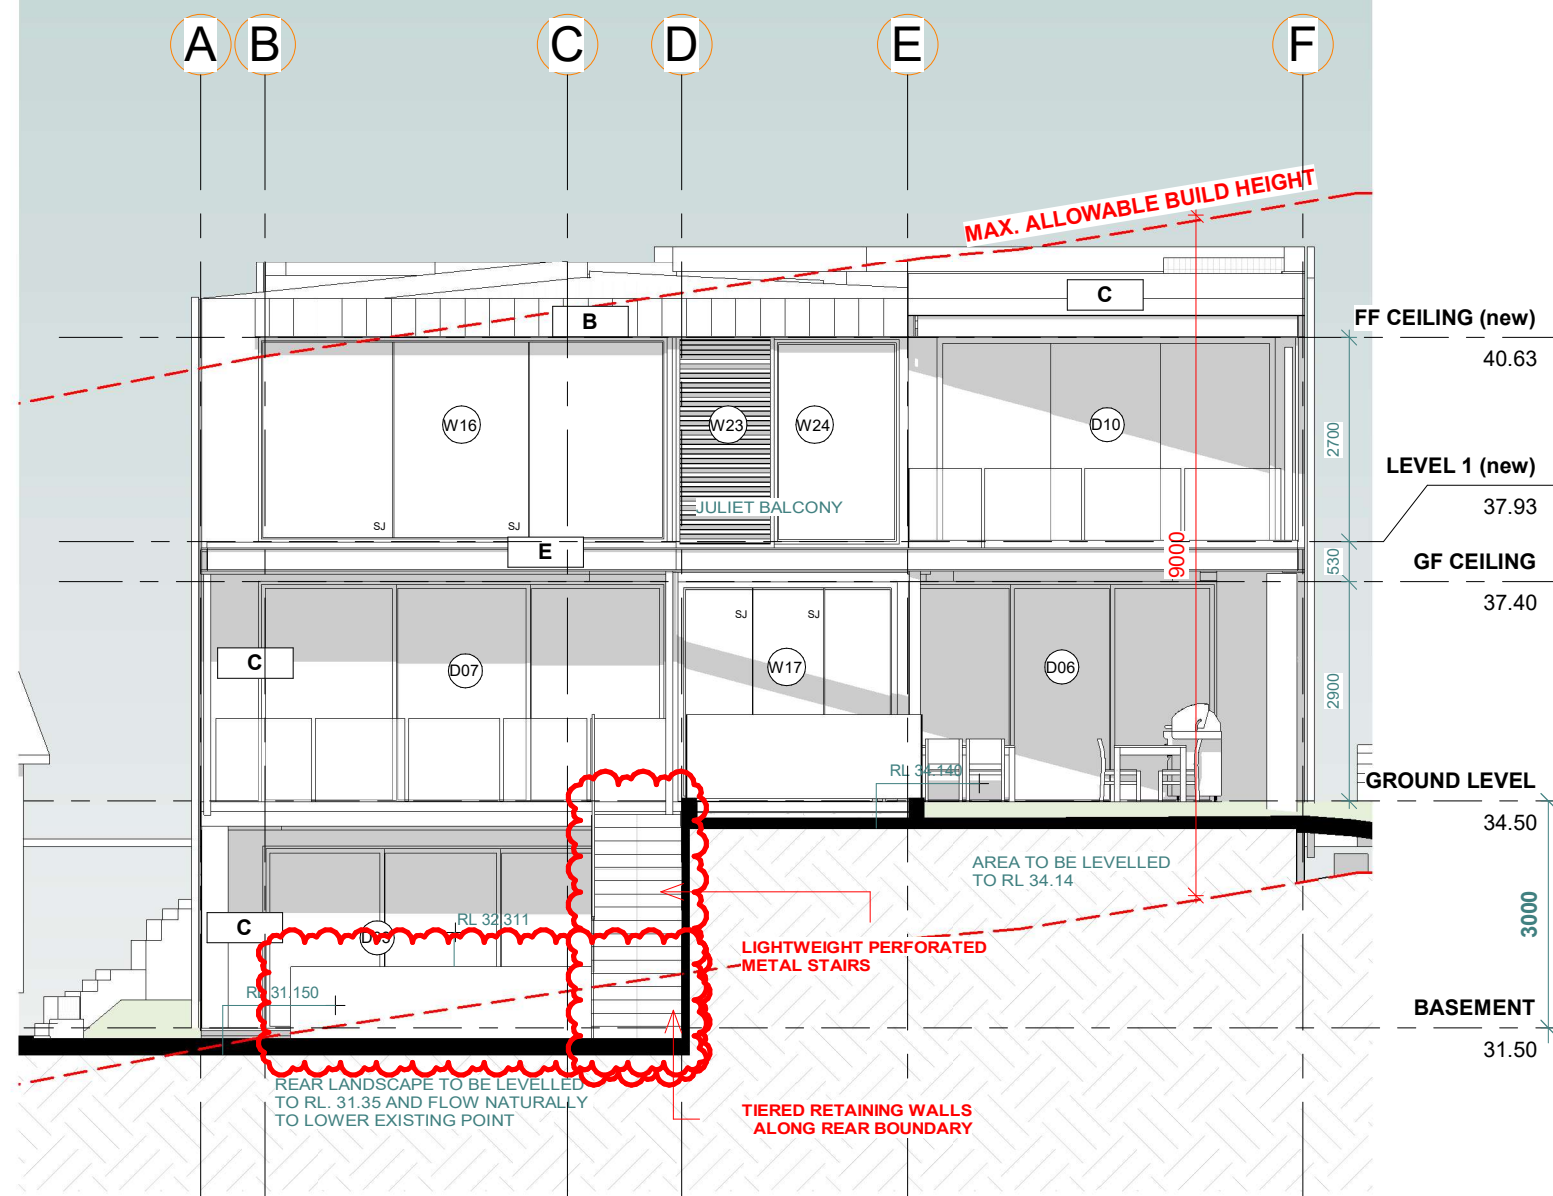 A B C D E F
MAX. ALLOWABLE BUILD HEIGHT
C
B
FF CEILING (new)
40.63
W16
W23
W24
D10
2700
LEVEL 1 (new)
37.93
JULIET BALCONY
SJ
SJ
E
9000
530
GF CEILING
37.40
SJ
SJ
C
D07
W17
D06
2900
RL 34.140
GROUND LEVEL
34.50
AREA TO BE LEVELLED
TO RL 34.14
C
RL 32.311
D09
3000
LIGHTWEIGHT PERFORATED
METAL STAIRS
RL 31.150
BASEMENT
31.50
REAR LANDSCAPE TO BE LEVELLED
TO RL. 31.35 AND FLOW NATURALLY
TO LOWER EXISTING POINT
TIERED RETAINING WALLS
ALONG REAR BOUNDARY